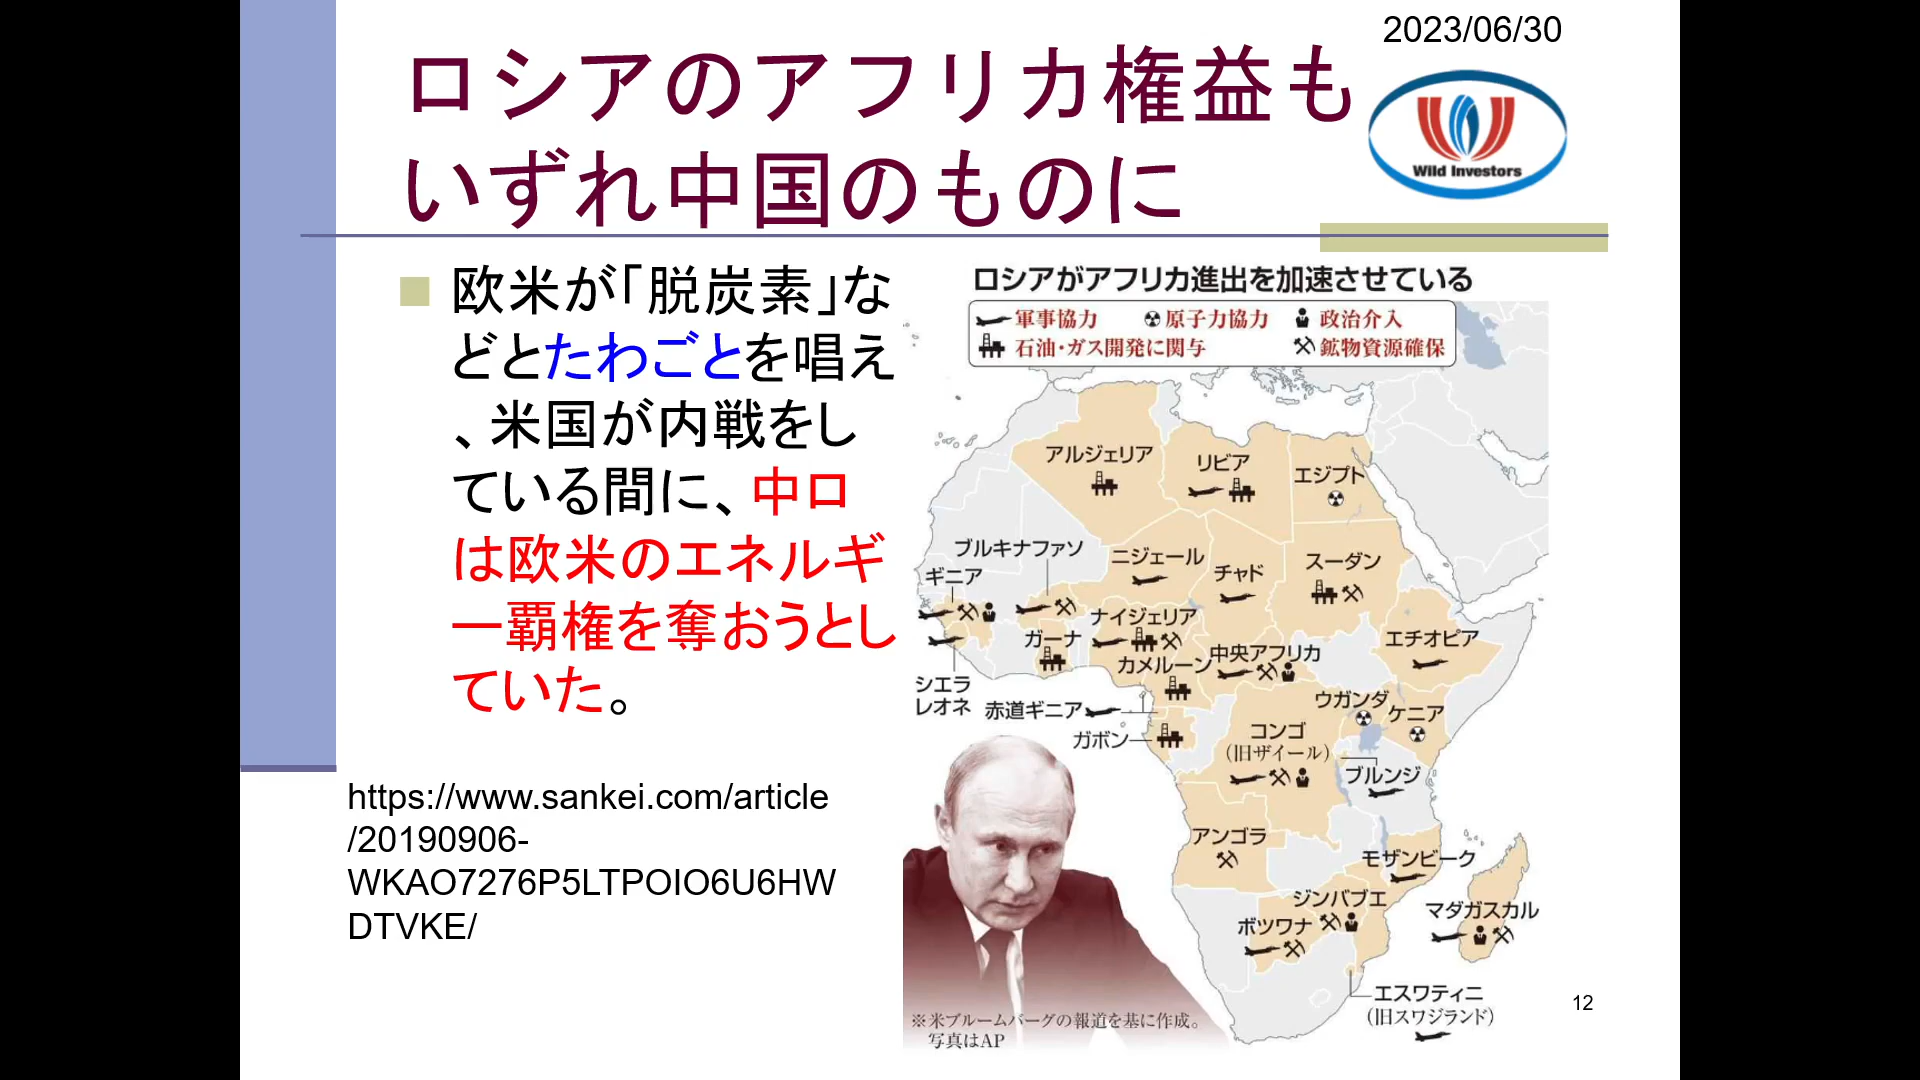 2023/06/30
ロシアのアフリカ権益も
いずれ中国のものに
Wild Investors
欧米が「脱炭素」な
どとたわごとを唱え
、米国が内戦をし
ている間に、中ロ
は欧米のエネルギ
ー覇権を奪おうとし
ていた。
https://www.sankei.com/article
/20190906-
WKAO7276P5LTPOIO6U6HW
DTVKE/
ロシアがアフリカ進出を加速させている
軍事協力 原子力協力 政治介入
石油・ガス開発に関与 鉱物資源確保
アルジェリア
リビア
エジプト
ブルキナファソ
ニジェール
チャド
スーダン
ギニア
ナイジェリア
ガーナ
エチオピア
カメルーン
中央アフリカ
シエラ
レオネ
赤道ギニア
ウガンダ
ケニア
ガボン
コンゴ
(旧ザイール)
ブルンジ
アンゴラ
モザンビーク
ジンバブエ
マダガスカル
ボツワナ
エスワティニ
(旧スワジランド)
※米ブルームバーグの報道を基に作成。
写真はAP
12